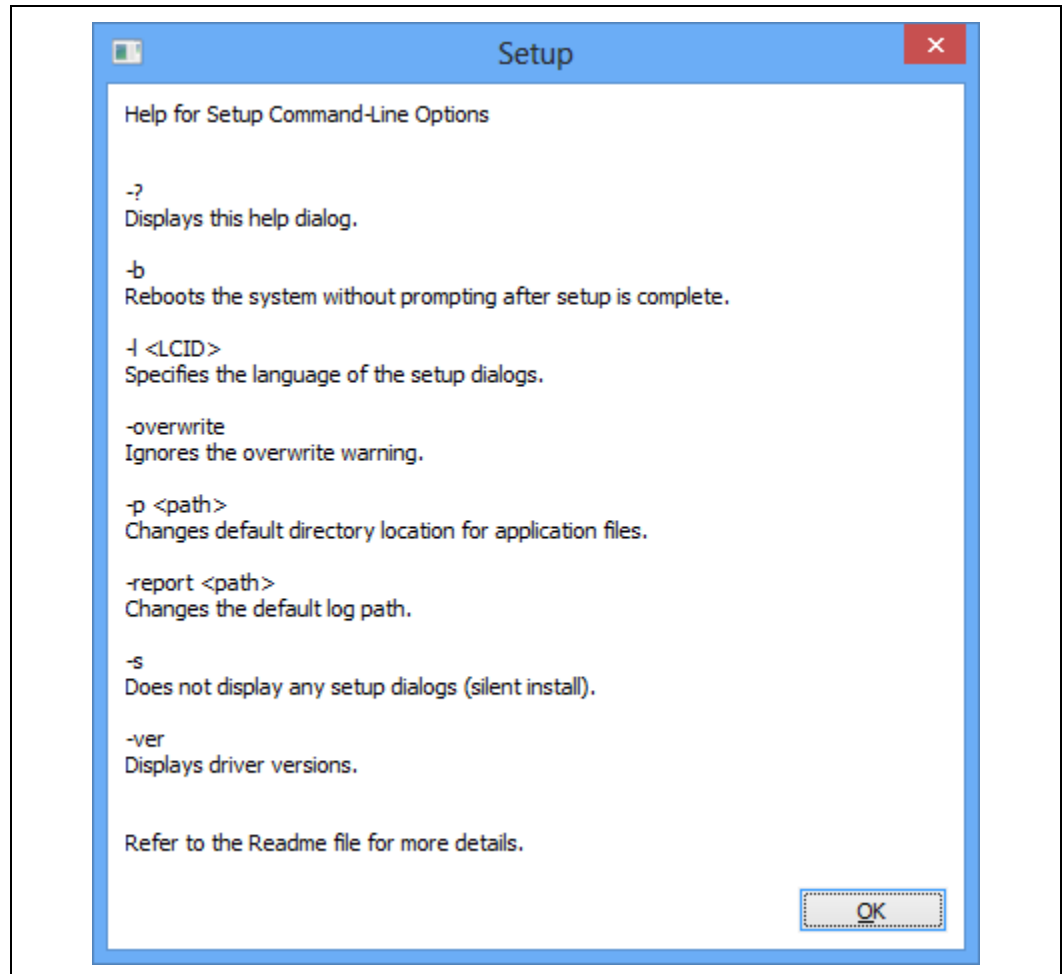 Setup
Help for Setup Command-Line Options
-?
Displays this help dialog.
-b
Reboots the system without prompting after setup is complete.
-l <LCID>
Specifies the language of the setup dialogs.
-overwrite
Ignores the overwrite warning.
-p <path>
Changes default directory location for application files.
-report <path>
Changes the default log path.
-s
Does not display any setup dialogs (silent install).
-ver
Displays driver versions.
Refer to the Readme file for more details.
OK